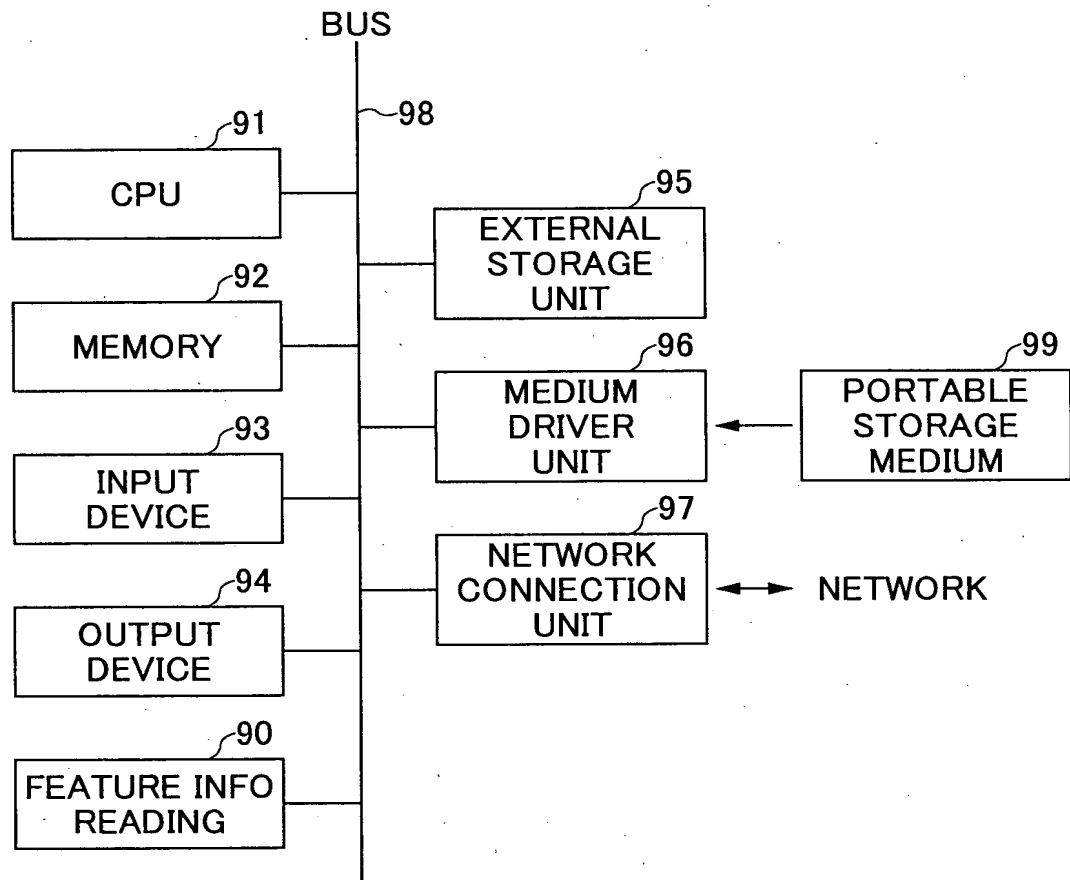 BUS
98
91
CPU
92
MEMORY
93
INPUT
DEVICE
94
OUTPUT
DEVICE
90
FEATURE INFO
READING
95
EXTERNAL
STORAGE
UNIT
96
MEDIUM
DRIVER
UNIT
99
PORTABLE
STORAGE
MEDIUM
97
NETWORK
CONNECTION
UNIT
NETWORK